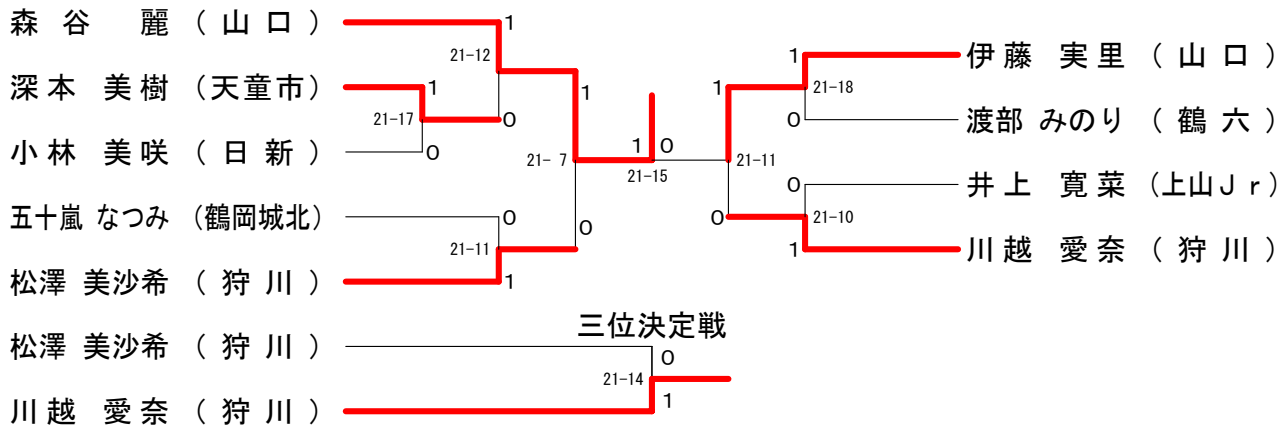 森谷 麗 (山口)
1
21-12
深本 美樹 (天童市)
1
21-17
0
小林 美咲 (日新)
0
1
21- 7
五十嵐 なつみ (鶴岡城北)
0
21-11
0
松澤 美沙希 (狩川)
1
1 0
21-15
1
伊藤 実里 (山口)
21-18
1
0
渡部 みのり (鶴六)
21-11
0
井上 寛菜 (上山Jr)
0
21-10
1
川越 愛奈 (狩川)
三位決定戦
松澤 美沙希 (狩川)
0
21-14
川越 愛奈 (狩川)
1